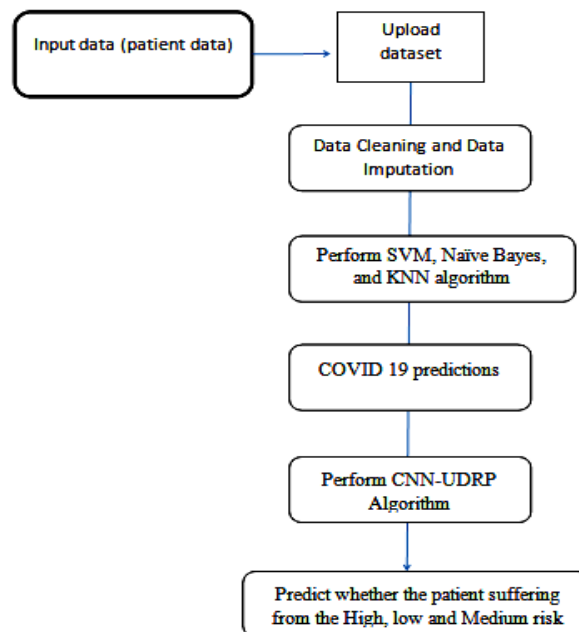 Input data (patient data)
Upload
dataset
Data Cleaning and Data
Imputation
Perform SVM, Naïve Bayes,
and KNN algorithm
COVID 19 predictions
Perform CNN-UDRP
Algorithm
Predict whether the patient suffering
from the High, low and Medium risk